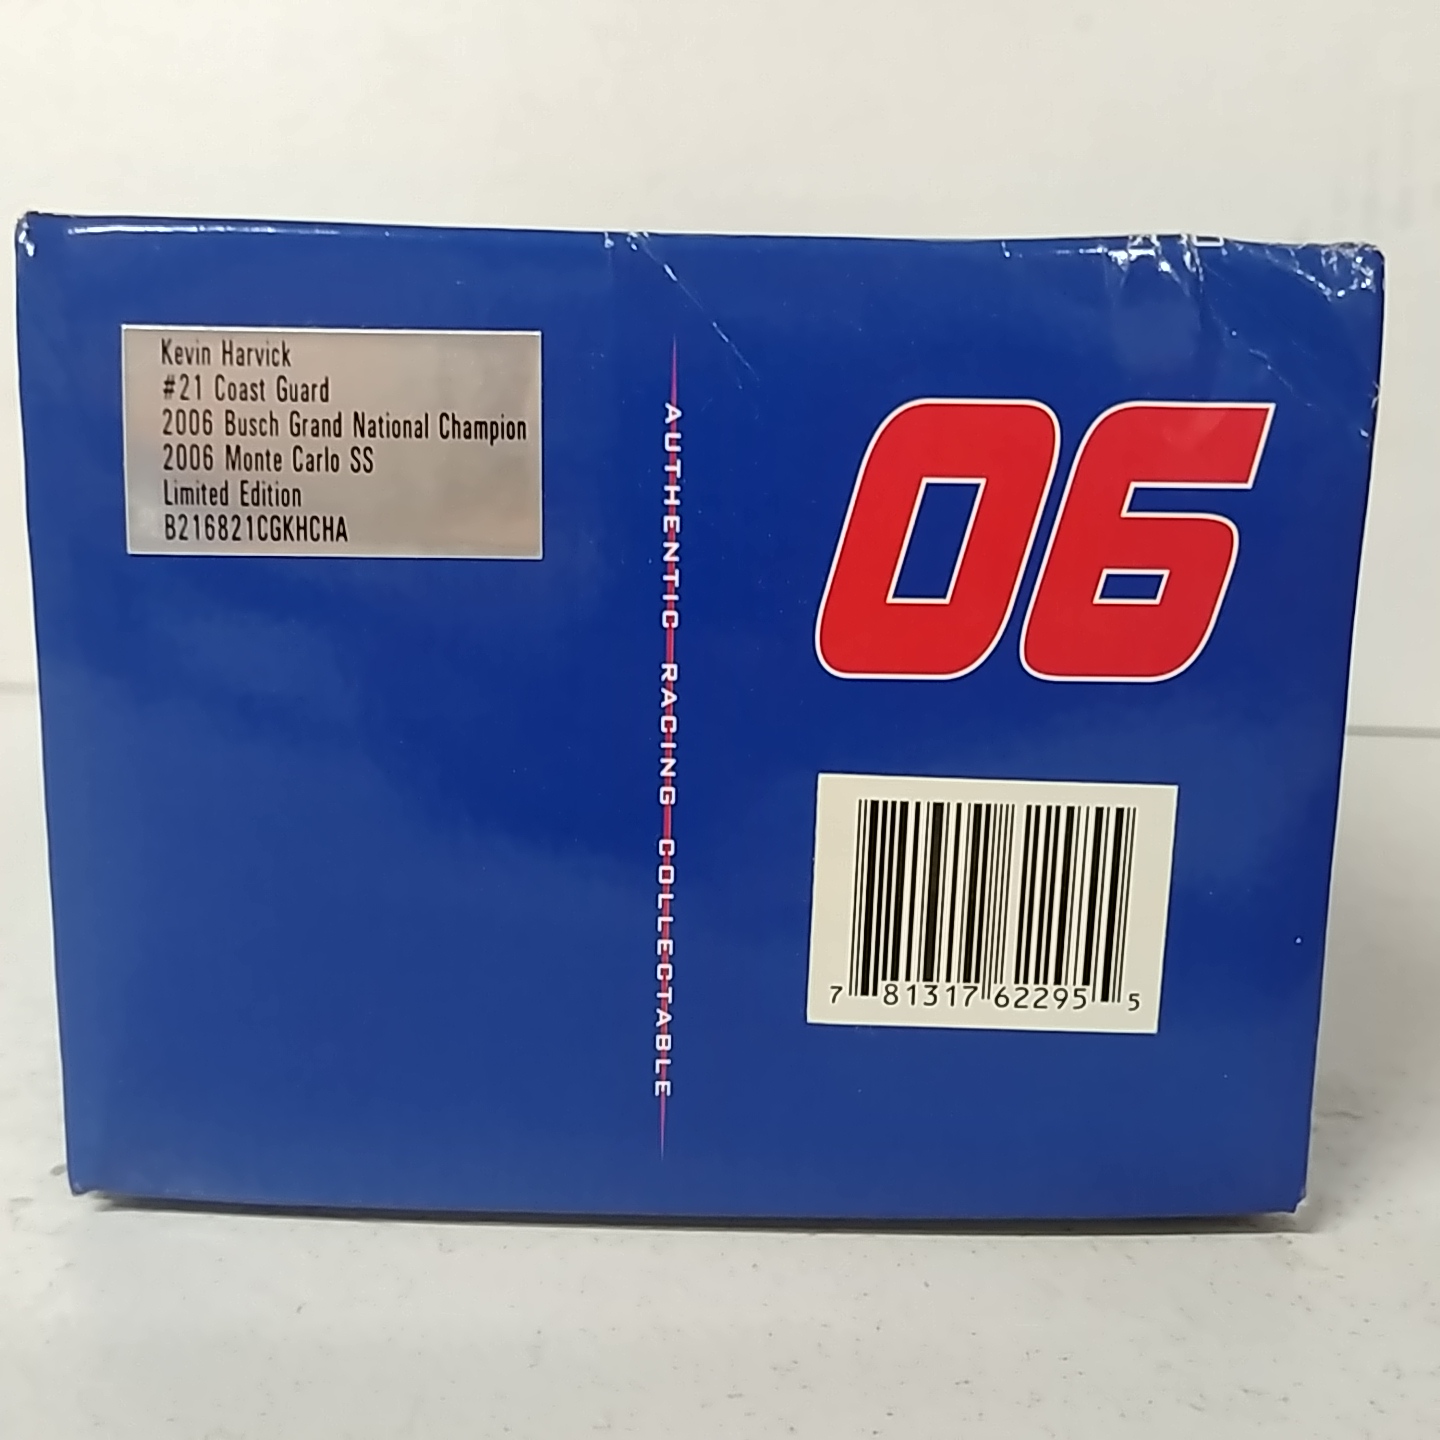 Kevin Harvick
#21 Coast Guard
2006 Busch Grand National Champion
2006 Monte Carlo SS
Limited Edition
B216821CGKHCHA
AUTHENTIC RACING COLLECTABLE
06
7 81317 62295 5